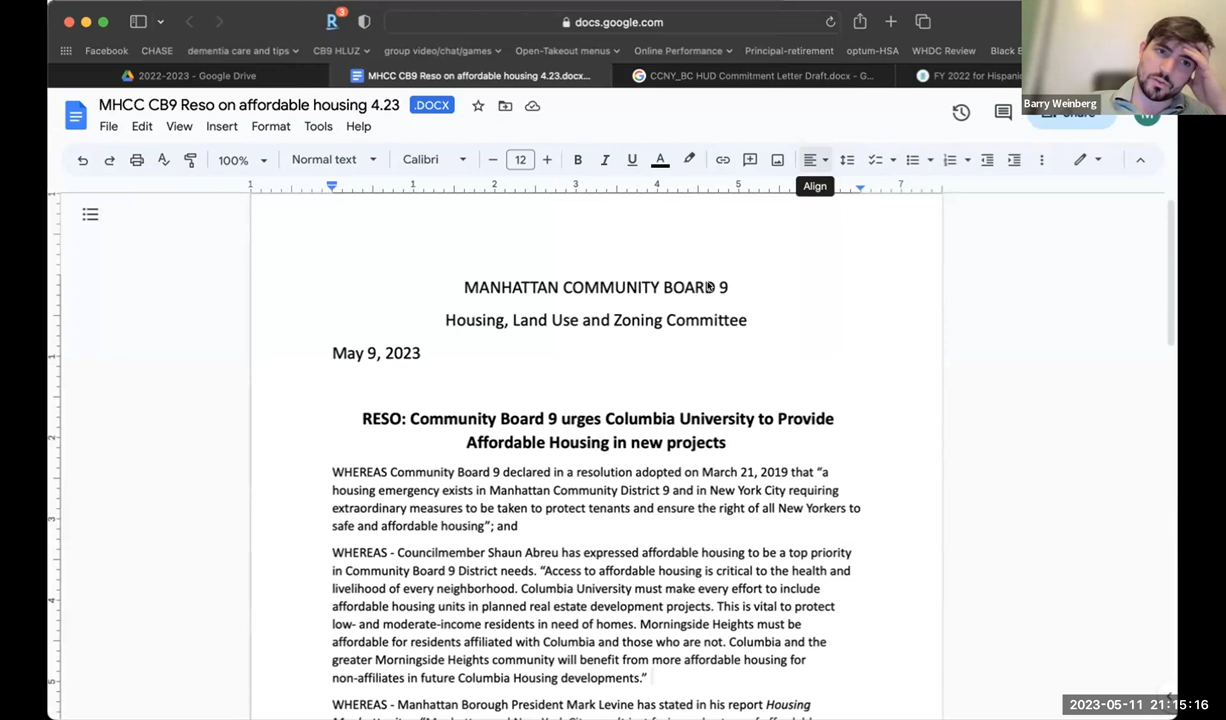 3
docs.google.com
Facebook CHASE dementia care and tips CB9 HLUZ group video/chat/games Open-Takeout menus Online Performance Principal-retirement optum-HSA WHDC Review Black
2022-2023 - Google Drive
MHCC CB9 Reso on affordable housing 4.23.docx...
CCNY_BC HUD Commitment Letter Draft.docx - G...
FY 2022 for Hispanic
Barry Weinberg
MHCC CB9 Reso on affordable housing 4.23 .DOCX
File Edit View Insert Format Tools Help
100% Normal text Calibri 12 B I U A
Align
1 1 2 3 4 5 7
MANHATTAN COMMUNITY BOARD 9
Housing, Land Use and Zoning Committee
May 9, 2023
RESO: Community Board 9 urges Columbia University to Provide
Affordable Housing in new projects
WHEREAS Community Board 9 declared in a resolution adopted on March 21, 2019 that “a
housing emergency exists in Manhattan Community District 9 and in New York City requiring
extraordinary measures to be taken to protect tenants and ensure the right of all New Yorkers to
safe and affordable housing”; and
WHEREAS - Councilmember Shaun Abreu has expressed affordable housing to be a top priority
in Community Board 9 District needs. “Access to affordable housing is critical to the health and
livelihood of every neighborhood. Columbia University must make every effort to include
affordable housing units in planned real estate development projects. This is vital to protect
low- and moderate-income residents in need of homes. Morningside Heights must be
affordable for residents affiliated with Columbia and those who are not. Columbia and the
greater Morningside Heights community will benefit from more affordable housing for
non-affiliates in future Columbia Housing developments.”
WHEREAS - Manhattan Borough President Mark Levine has stated in his report Housing
2023-05-11 21:15:16